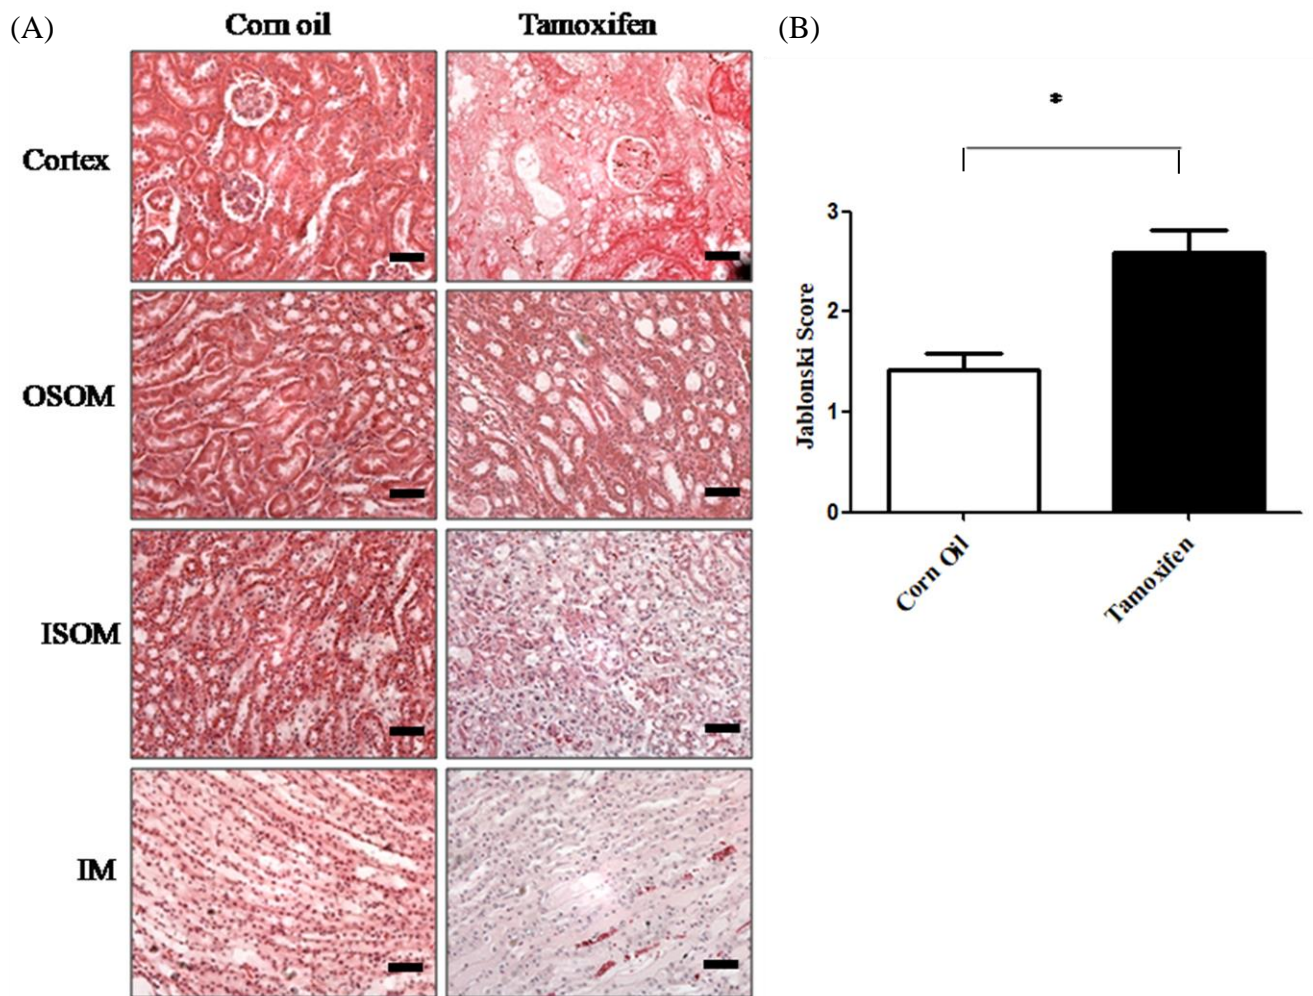 (A)
Corn oil
Tamoxifen
Cortex
OSOM
ISOM
IM
(B)
*
3
2
1
0
Jablonski Score
Corn Oil
Tamoxifen